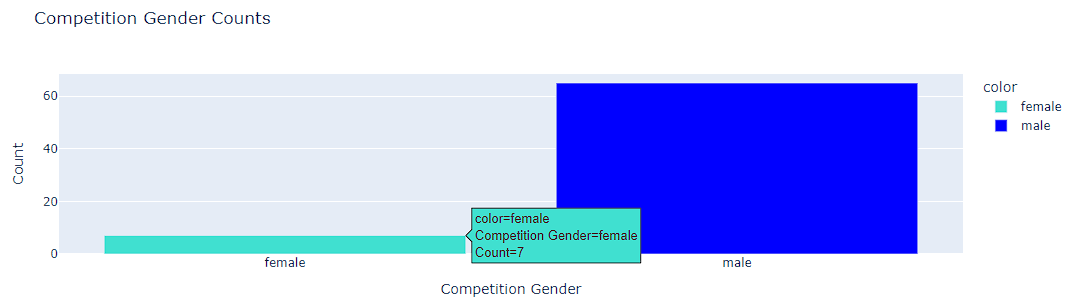 Competition Gender Counts
Count
60
40
20
0
color=female
Competition Gender=female
Count=7
female
male
Competition Gender
color
female
male